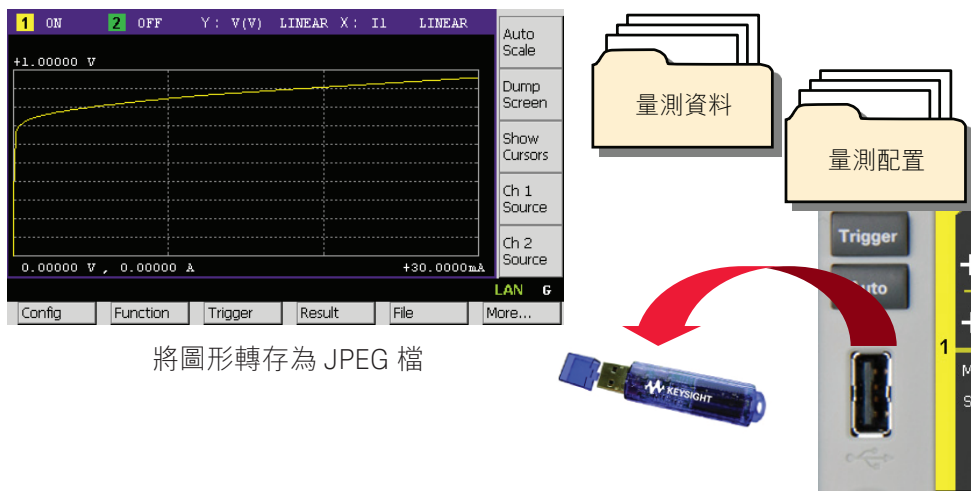 1 ON 2 OFF Y: V(V) LINEAR X: I1 LINEAR
+1.00000 V
0.00000 V , 0.00000 A +30.0000mA
LAN G
Auto
Scale
Dump
Screen
Show
Cursors
Ch 1
Source
Ch 2
Source
Config Function Trigger Result File More...
將圖形轉存為 JPEG 檔
量測資料
量測配置
Trigger
1
KEYSIGHT